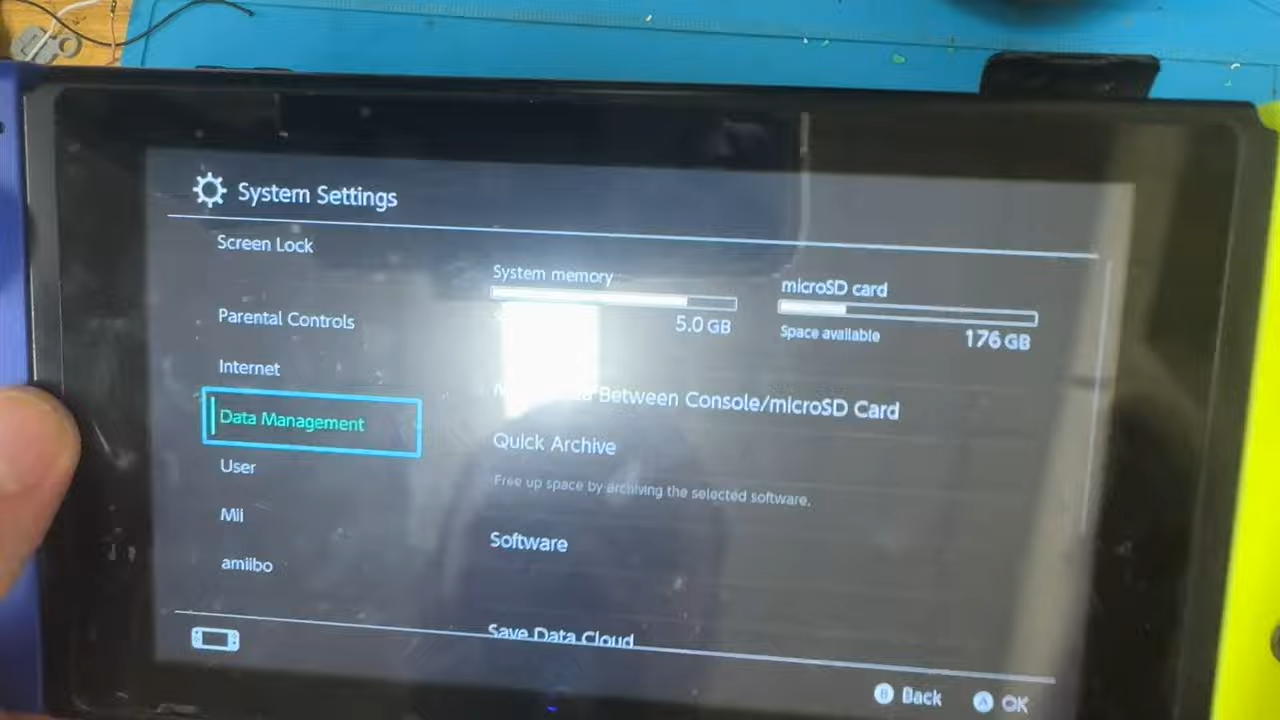 System Settings
Screen Lock
Parental Controls
Internet
Data Management
User
Mii
amiibo
System memory
5.0 GB
microSD card
Space available 176 GB
Between Console/microSD Card
Quick Archive
Free up space by archiving the selected software.
Software
Save Data Cloud
B Back A OK